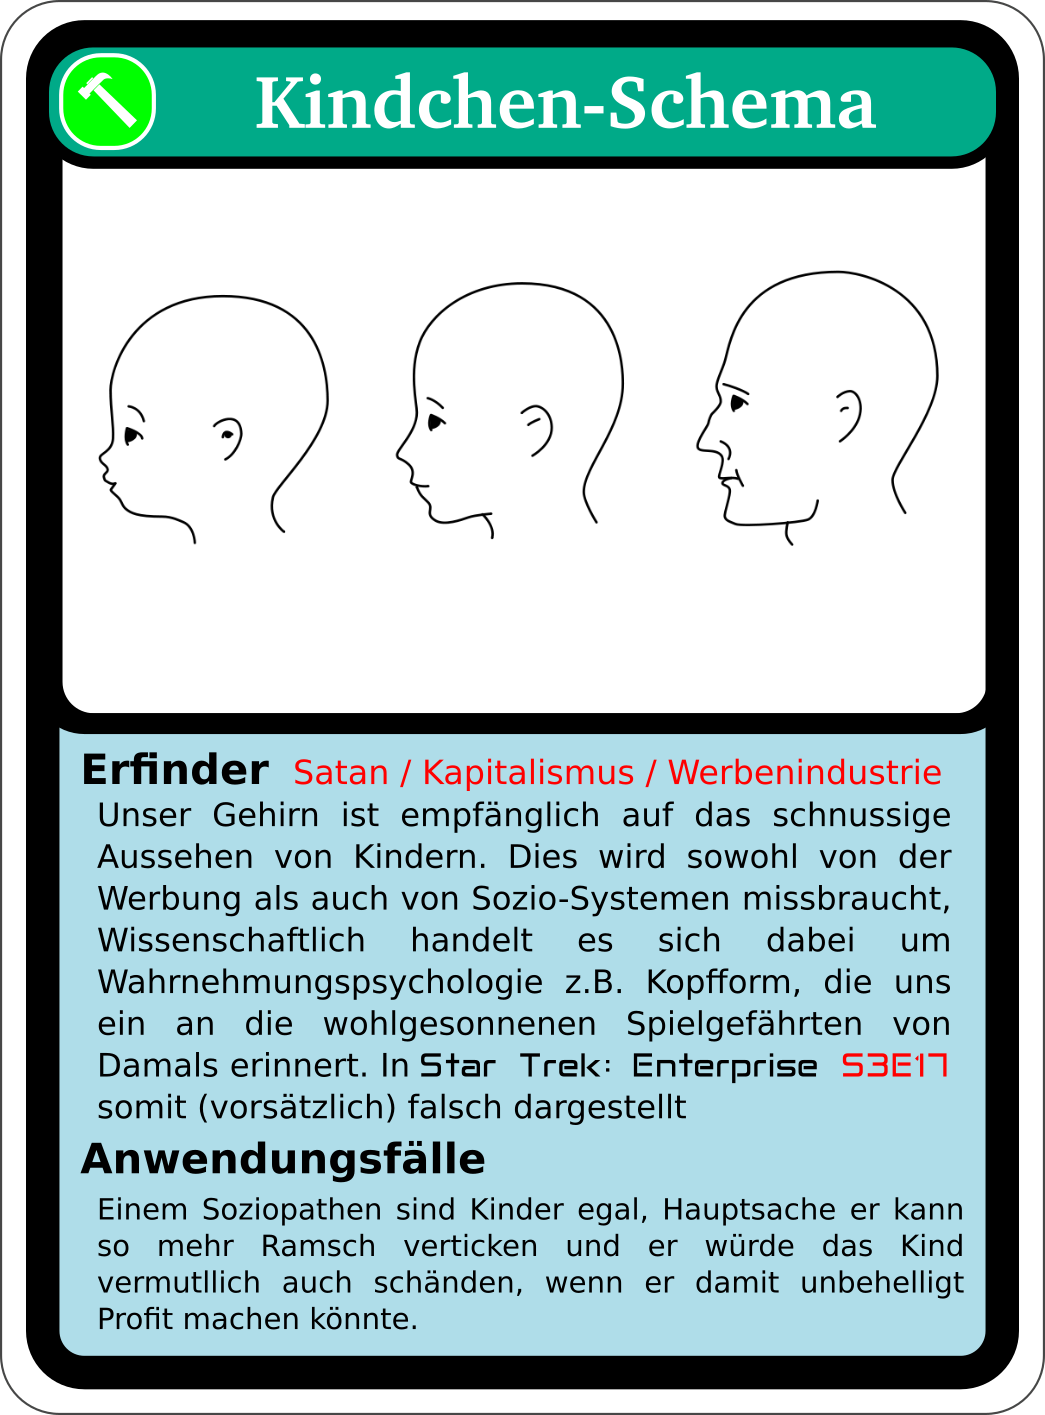 Kindchen-Schema
Erfinder Satan / Kapitalismus / Werbenindustrie
Unser Gehirn ist empfänglich auf das schnussige
Aussehen von Kindern. Dies wird sowohl von der
Werbung als auch von Sozio-Systemen missbraucht,
Wissenschaftlich handelt es sich dabei um
Wahrnehmungspsychologie z.B. Kopfform, die uns
ein an die wohlgesonnenen Spielgefährten von
Damals erinnert. In Star Trek: Enterprise S3E17
somit (vorsätzlich) falsch dargestellt
Anwendungsfälle
Einem Soziopathen sind Kinder egal, Hauptsache er kann
so mehr Ramsch verticken und er würde das Kind
vermutllich auch schänden, wenn er damit unbehelligt
Profit machen könnte.